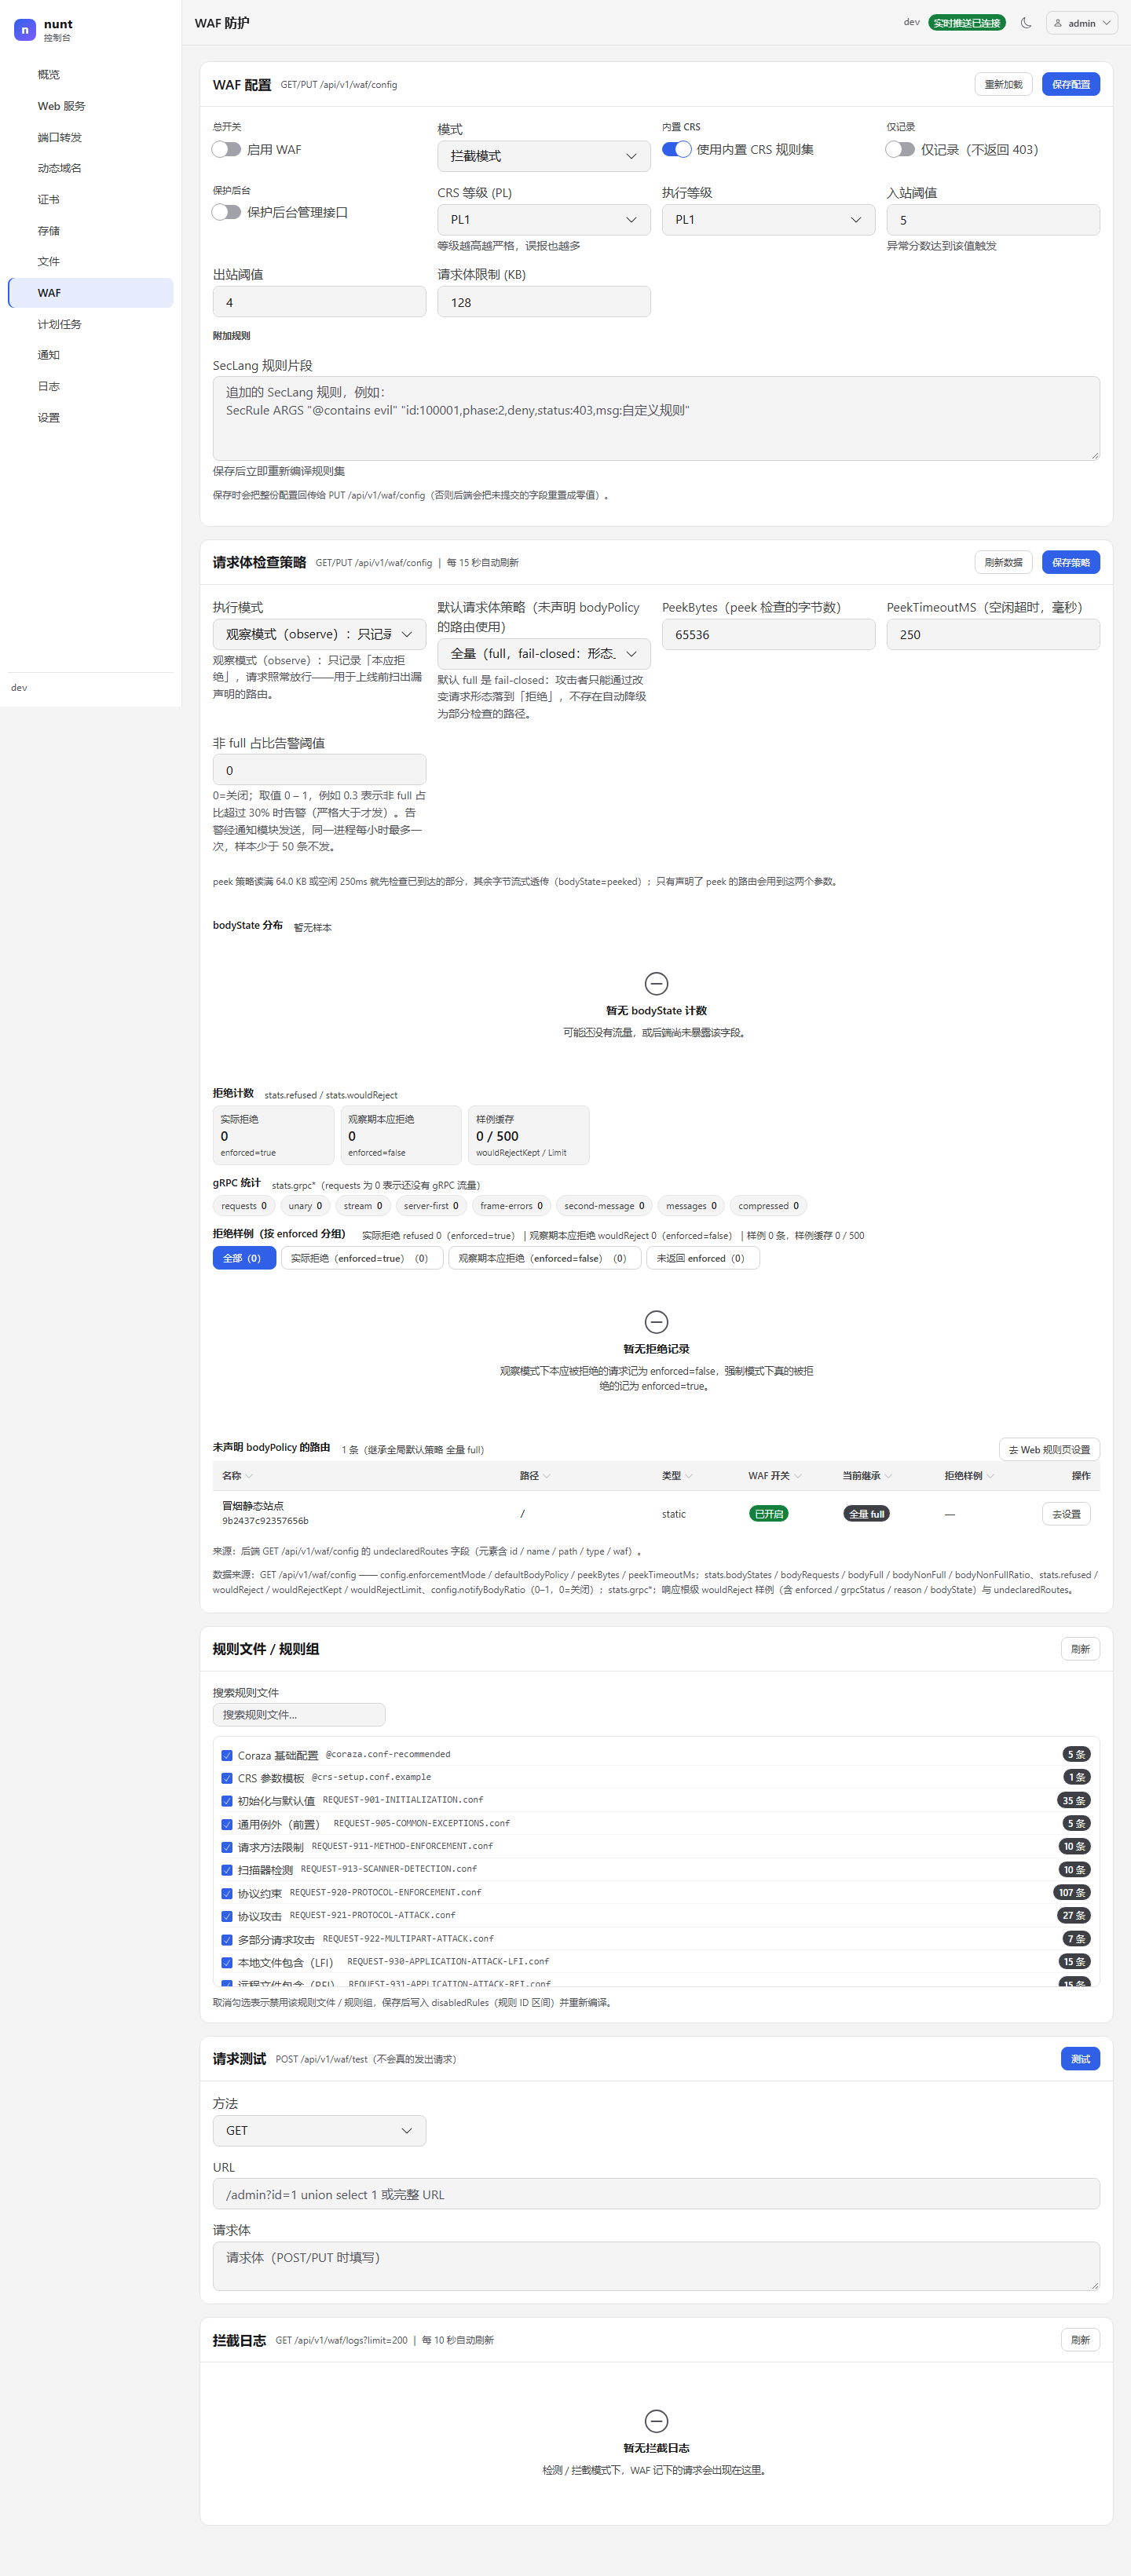 n
nunt
控制台
概览
Web 服务
端口转发
动态域名
证书
存储
文件
WAF
计划任务
通知
日志
设置
dev
WAF 防护
dev
实时推送已连接
admin
WAF 配置 GET/PUT /api/v1/waf/config
重新加载
保存配置
总开关
启用 WAF
模式
拦截模式
内置 CRS
使用内置 CRS 规则集
仅记录
仅记录（不返回 403）
保护后台
保护后台管理接口
CRS 等级 (PL)
PL1
等级越高越严格，误报也越多
执行等级
PL1
入站阈值
5
异常分数达到该值触发
出站阈值
4
请求体限制 (KB)
128
附加规则
SecLang 规则片段
追加的 SecLang 规则，例如：
SecRule ARGS "@contains evil" "id:100001,phase:2,deny,status:403,msg:自定义规则"
保存后立即重新编译规则集
保存时会把整份配置回传给 PUT /api/v1/waf/config（否则后端会把未提交的字段重置成零值）。
请求体检查策略 GET/PUT /api/v1/waf/config | 每 15 秒自动刷新
刷新数据
保存策略
执行模式
观察模式（observe）：只记录
观察模式（observe）：只记录「本应拒
绝」，请求照常放行——用于上线前扫出漏
声明的路由。
默认请求体策略（未声明 bodyPolicy
的路由使用）
全量（full，fail-closed：形态
默认 full 是 fail-closed：攻击者只能通过改
变请求形态落到「拒绝」，不存在自动降级
为部分检查的路径。
PeekBytes（peek 检查的字节数）
65536
PeekTimeoutMS（空闲超时，毫秒）
250
非 full 占比告警阈值
0
0=关闭；取值 0 – 1，例如 0.3 表示非 full 占
比超过 30% 时告警（严格大于才发）。告
警经通知模块发送，同一进程每小时最多一
次，样本少于 50 条不发。
peek 策略读满 64.0 KB 或空闲 250ms 就先检查已到达的部分，其余字节流式透传（bodyState=peeked）；只有声明了 peek 的路由会用到这两个参数。
bodyState 分布 暂无样本
暂无 bodyState 计数
可能还没有流量，或后端尚未暴露该字段。
拒绝计数 stats.refused / stats.wouldReject
实际拒绝
0
enforced=true
观察期本应拒绝
0
enforced=false
样例缓存
0 / 500
wouldRejectKept / Limit
gRPC 统计 stats.grpc*（requests 为 0 表示还没有 gRPC 流量）
requests 0
unary 0
stream 0
server-first 0
frame-errors 0
second-message 0
messages 0
compressed 0
拒绝样例（按 enforced 分组） 实际拒绝 refused 0（enforced=true） | 观察期本应拒绝 wouldReject 0（enforced=false） | 样例 0 条，样例缓存 0 / 500
全部（0）
实际拒绝（enforced=true）（0）
观察期本应拒绝（enforced=false）（0）
未返回 enforced（0）
暂无拒绝记录
观察模式下本应被拒绝的请求记为 enforced=false，强制模式下真的被拒
绝的记为 enforced=true。
未声明 bodyPolicy 的路由 1 条（继承全局默认策略 全量 full）
去 Web 规则页设置
名称 路径 类型 WAF 开关 当前继承 拒绝样例 操作
冒烟静态站点
9b2437c92357656b
/
static
已开启
全量 full
—
去设置
来源：后端 GET /api/v1/waf/config 的 undeclaredRoutes 字段（元素含 id / name / path / type / waf）。
数据来源：GET /api/v1/waf/config —— config.enforcementMode / defaultBodyPolicy / peekBytes / peekTimeoutMs；stats.bodyStates / bodyRequests / bodyFull / bodyNonFull / bodyNonFullRatio、stats.refused /
wouldReject / wouldRejectKept / wouldRejectLimit、config.notifyBodyRatio（0–1，0=关闭）；stats.grpc*；响应根级 wouldReject 样例（含 enforced / grpcStatus / reason / bodyState）与 undeclaredRoutes。
规则文件 / 规则组
刷新
搜索规则文件
搜索规则文件...
Coraza 基础配置 @coraza.conf-recommended 5 条
CRS 参数模板 @crs-setup.conf.example 1 条
初始化与默认值 REQUEST-901-INITIALIZATION.conf 35 条
通用例外（前置） REQUEST-905-COMMON-EXCEPTIONS.conf 5 条
请求方法限制 REQUEST-911-METHOD-ENFORCEMENT.conf 10 条
扫描器检测 REQUEST-913-SCANNER-DETECTION.conf 10 条
协议约束 REQUEST-920-PROTOCOL-ENFORCEMENT.conf 107 条
协议攻击 REQUEST-921-PROTOCOL-ATTACK.conf 27 条
多部分请求攻击 REQUEST-922-MULTIPART-ATTACK.conf 7 条
本地文件包含（LFI） REQUEST-930-APPLICATION-ATTACK-LFI.conf 15 条
远程文件包含（RFI） REQUEST-931-APPLICATION-ATTACK-RFI.conf 15 条
取消勾选表示禁用该规则文件 / 规则组，保存后写入 disabledRules（规则 ID 区间）并重新编译。
请求测试 POST /api/v1/waf/test（不会真的发出请求）
测试
方法
GET
URL
/admin?id=1 union select 1 或完整 URL
请求体
请求体（POST/PUT 时填写）
拦截日志 GET /api/v1/waf/logs?limit=200 | 每 10 秒自动刷新
刷新
暂无拦截日志
检测 / 拦截模式下，WAF 记下的请求会出现在这里。